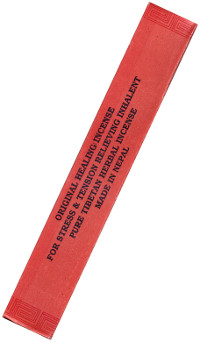 ORIGINAL HEALING INCENSE
FOR STRESS & TENSION RELIEVING INHALENT
PURE TIBETAN HERBAL INCENSE
MADE IN NEPAL